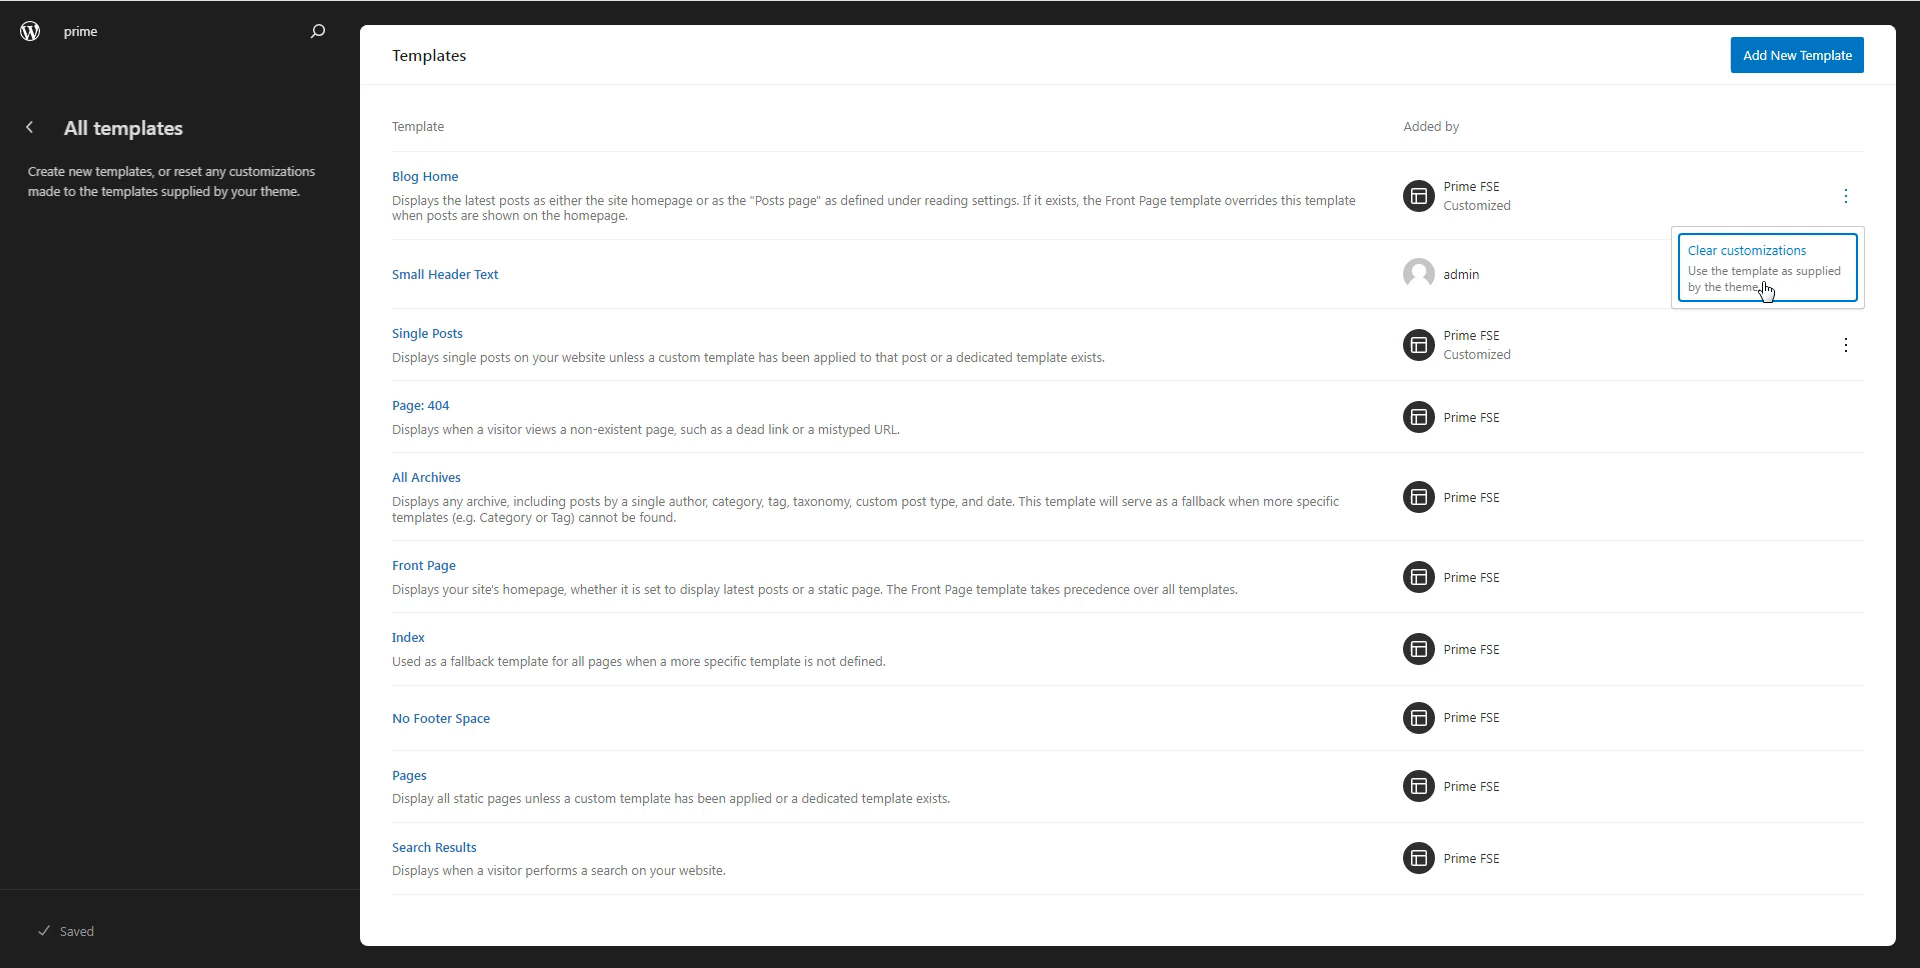 prime
All templates
Create new templates, or reset any customizations
made to the templates supplied by your theme.
Saved
Templates
Add New Template
Template
Added by
Blog Home
Displays the latest posts as either the site homepage or as the "Posts page" as defined under reading settings. If it exists, the Front Page template overrides this template
when posts are shown on the homepage.
Prime FSE
Customized
Clear customizations
Use the template as supplied
by the theme
Small Header Text
admin
Single Posts
Displays single posts on your website unless a custom template has been applied to that post or a dedicated template exists.
Prime FSE
Customized
Page: 404
Displays when a visitor views a non-existent page, such as a dead link or a mistyped URL.
Prime FSE
All Archives
Displays any archive, including posts by a single author, category, tag, taxonomy, custom post type, and date. This template will serve as a fallback when more specific
templates (e.g. Category or Tag) cannot be found.
Prime FSE
Front Page
Displays your site's homepage, whether it is set to display latest posts or a static page. The Front Page template takes precedence over all templates.
Prime FSE
Index
Used as a fallback template for all pages when a more specific template is not defined.
Prime FSE
No Footer Space
Prime FSE
Pages
Display all static pages unless a custom template has been applied or a dedicated template exists.
Prime FSE
Search Results
Displays when a visitor performs a search on your website.
Prime FSE